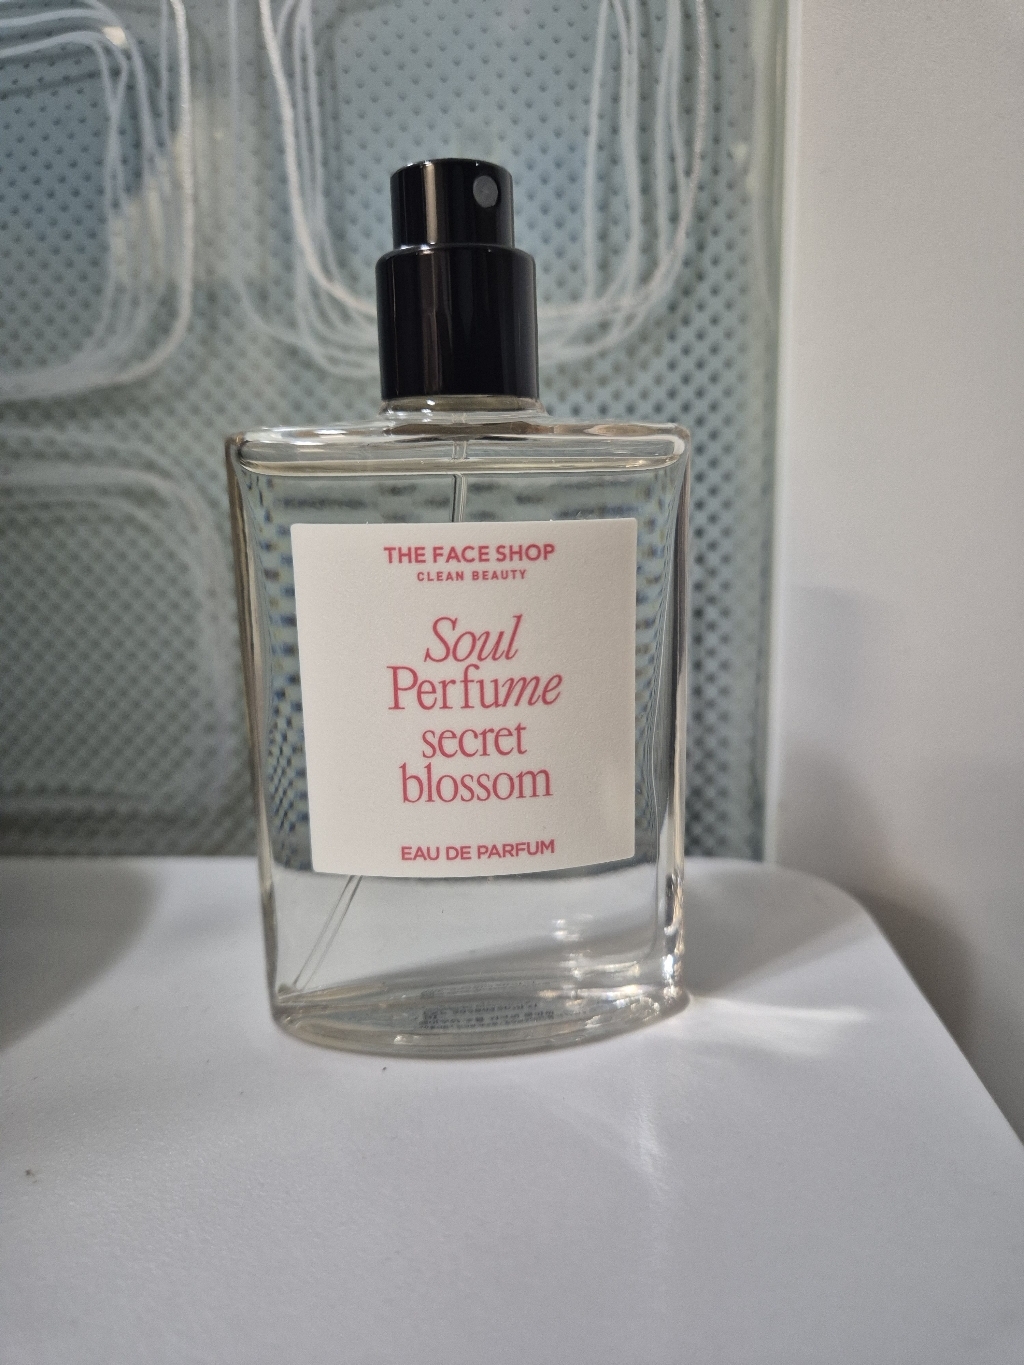 THE FACE SHOP
CLEAN BEAUTY
Soul
Perfume
secret
blossom
EAU DE PARFUM